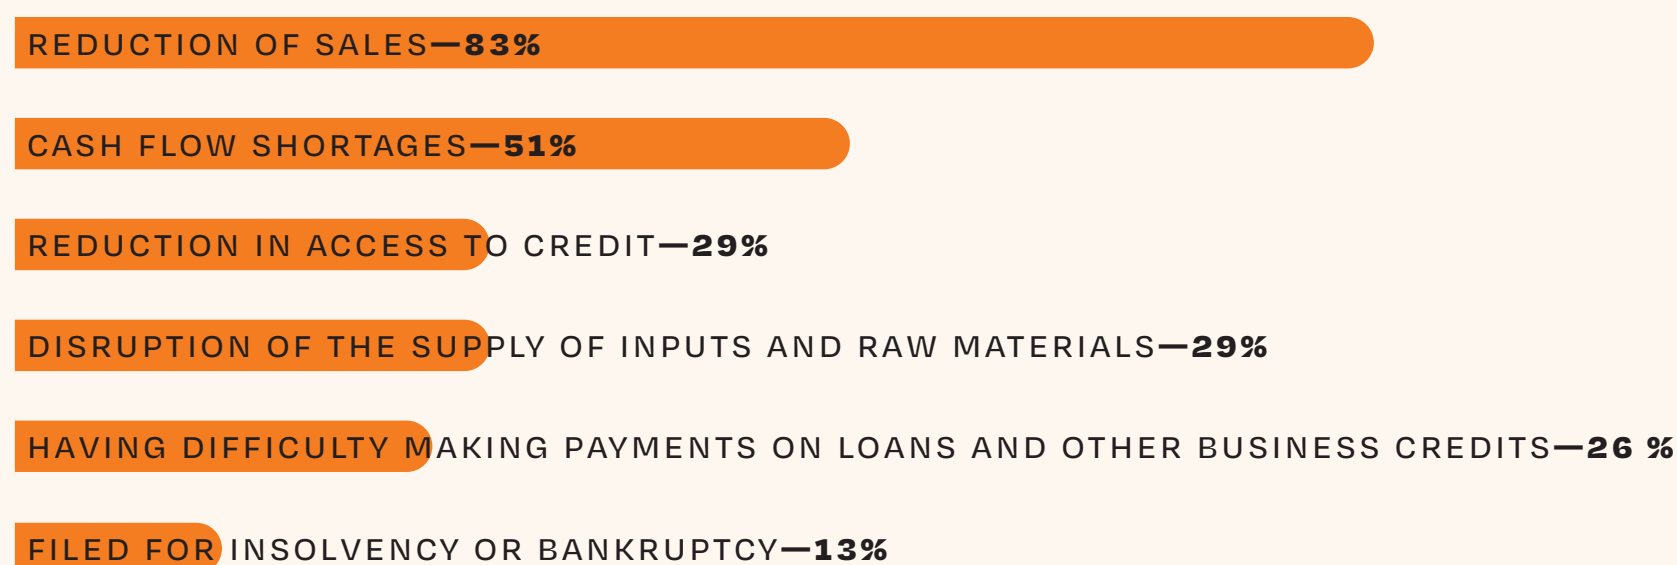 REDUCTION OF SALES—83%
CASH FLOW SHORTAGES—51%
REDUCTION IN ACCESS TO CREDIT—29%
DISRUPTION OF THE SUPPLY OF INPUTS AND RAW MATERIALS—29%
HAVING DIFFICULTY MAKING PAYMENTS ON LOANS AND OTHER BUSINESS CREDITS—26 %
FILED FOR INSOLVENCY OR BANKRUPTCY—13%